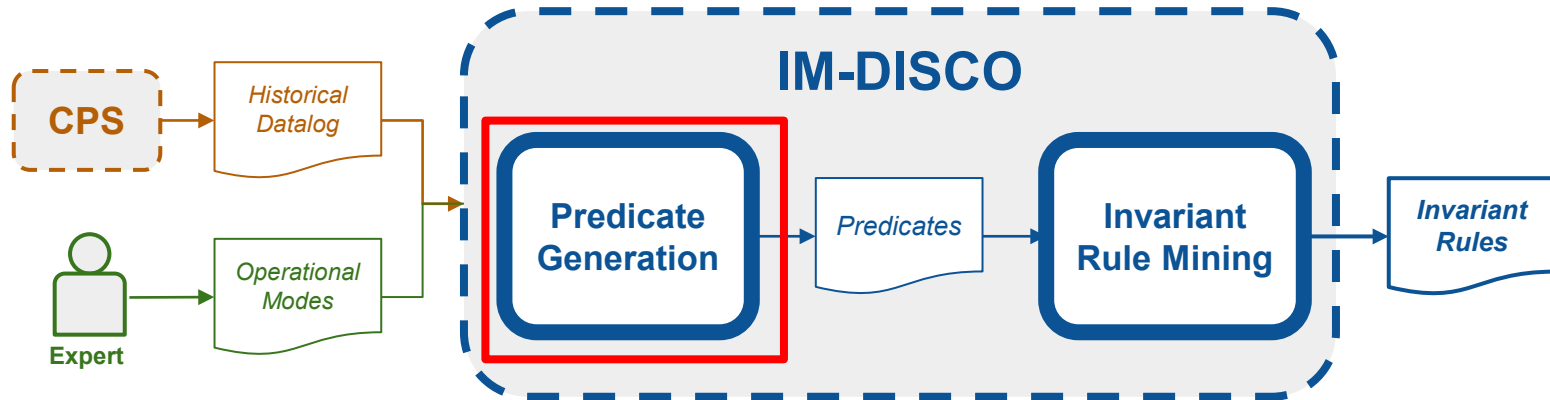 IM-DISCO
CPS
Historical
Datalog
Expert
Operational
Modes
Predicate
Generation
Predicates
Invariant
Rule Mining
Invariant
Rules